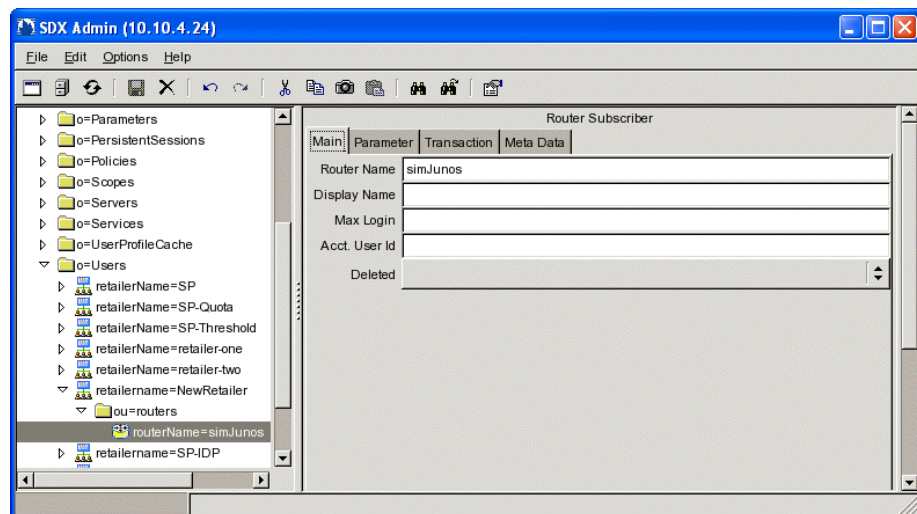 SDX Admin (10.10.4.24)
File Edit Options Help
o=Parameters
o=PersistentSessions
o=Policies
o=Scopes
o=Servers
o=Services
o=UserProfileCache
o=Users
retailerName=SP
retailerName=SP-Quota
retailerName=SP-Threshold
retailerName=retailer-one
retailerName=retailer-two
retailername=NewRetailer
ou=routers
routerName=simJunos
retailername=SP-IDP
Router Subscriber
Main Parameter Transaction Meta Data
Router Name simJunos
Display Name
Max Login
Acct. User Id
Deleted